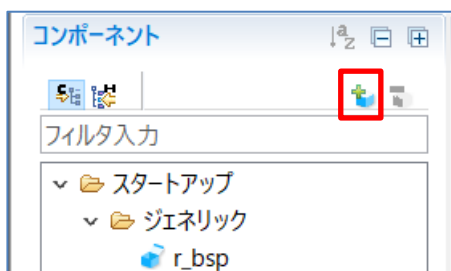 コンポーネント
フィルタ入力
スタートアップ
ジェネリック
r_bsp